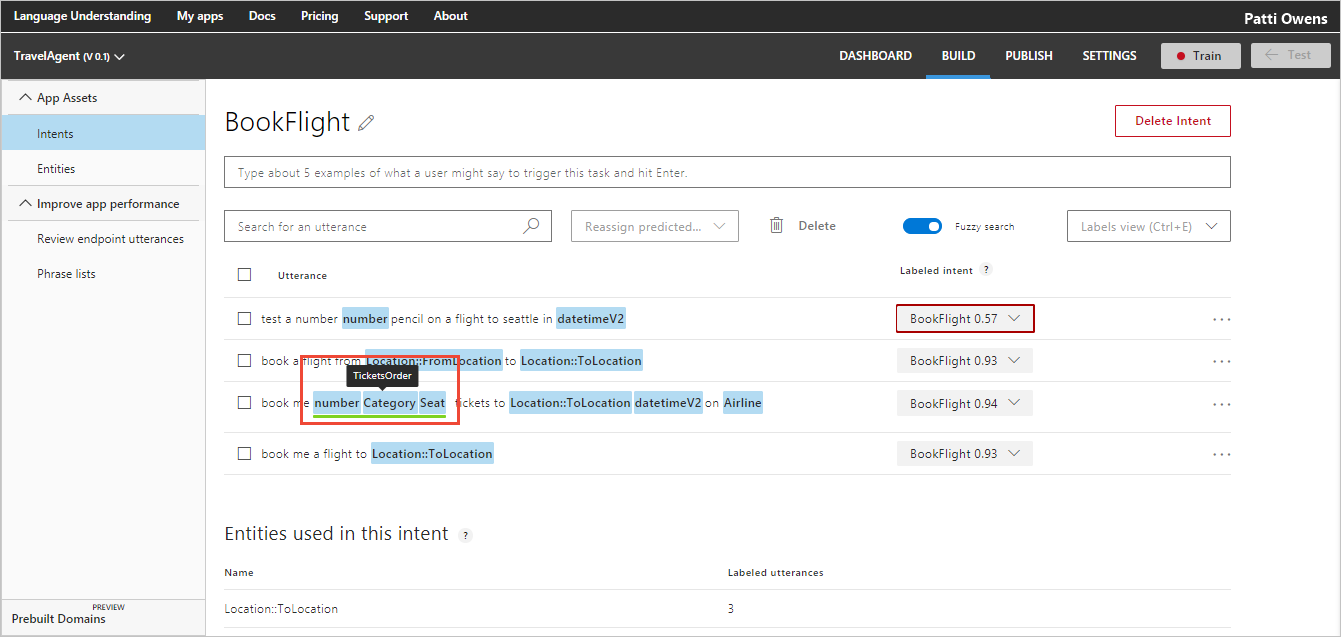 Language Understanding My apps Docs Pricing Support About Patti Owens
TravelAgent (V 0.1) DASHBOARD BUILD PUBLISH SETTINGS Train Test
App Assets
Intents
Entities
Improve app performance
Review endpoint utterances
Phrase lists
PREVIEW
Prebuilt Domains
BookFlight Delete Intent
Type about 5 examples of what a user might say to trigger this task and hit Enter.
Search for an utterance Reassign predicted... Delete Fuzzy search Labels view (Ctrl+E)
Utterance Labeled intent ?
test a number number pencil on a flight to seattle in datetimeV2 BookFlight 0.57 ...
book a flight from Location::FromLocation to Location::ToLocation BookFlight 0.93 ...
TicketsOrder
book me number Category Seat tickets to Location::ToLocation datetimeV2 on Airline BookFlight 0.94 ...
book me a flight to Location::ToLocation BookFlight 0.93 ...
Entities used in this intent ?
Name Labeled utterances
Location::ToLocation 3